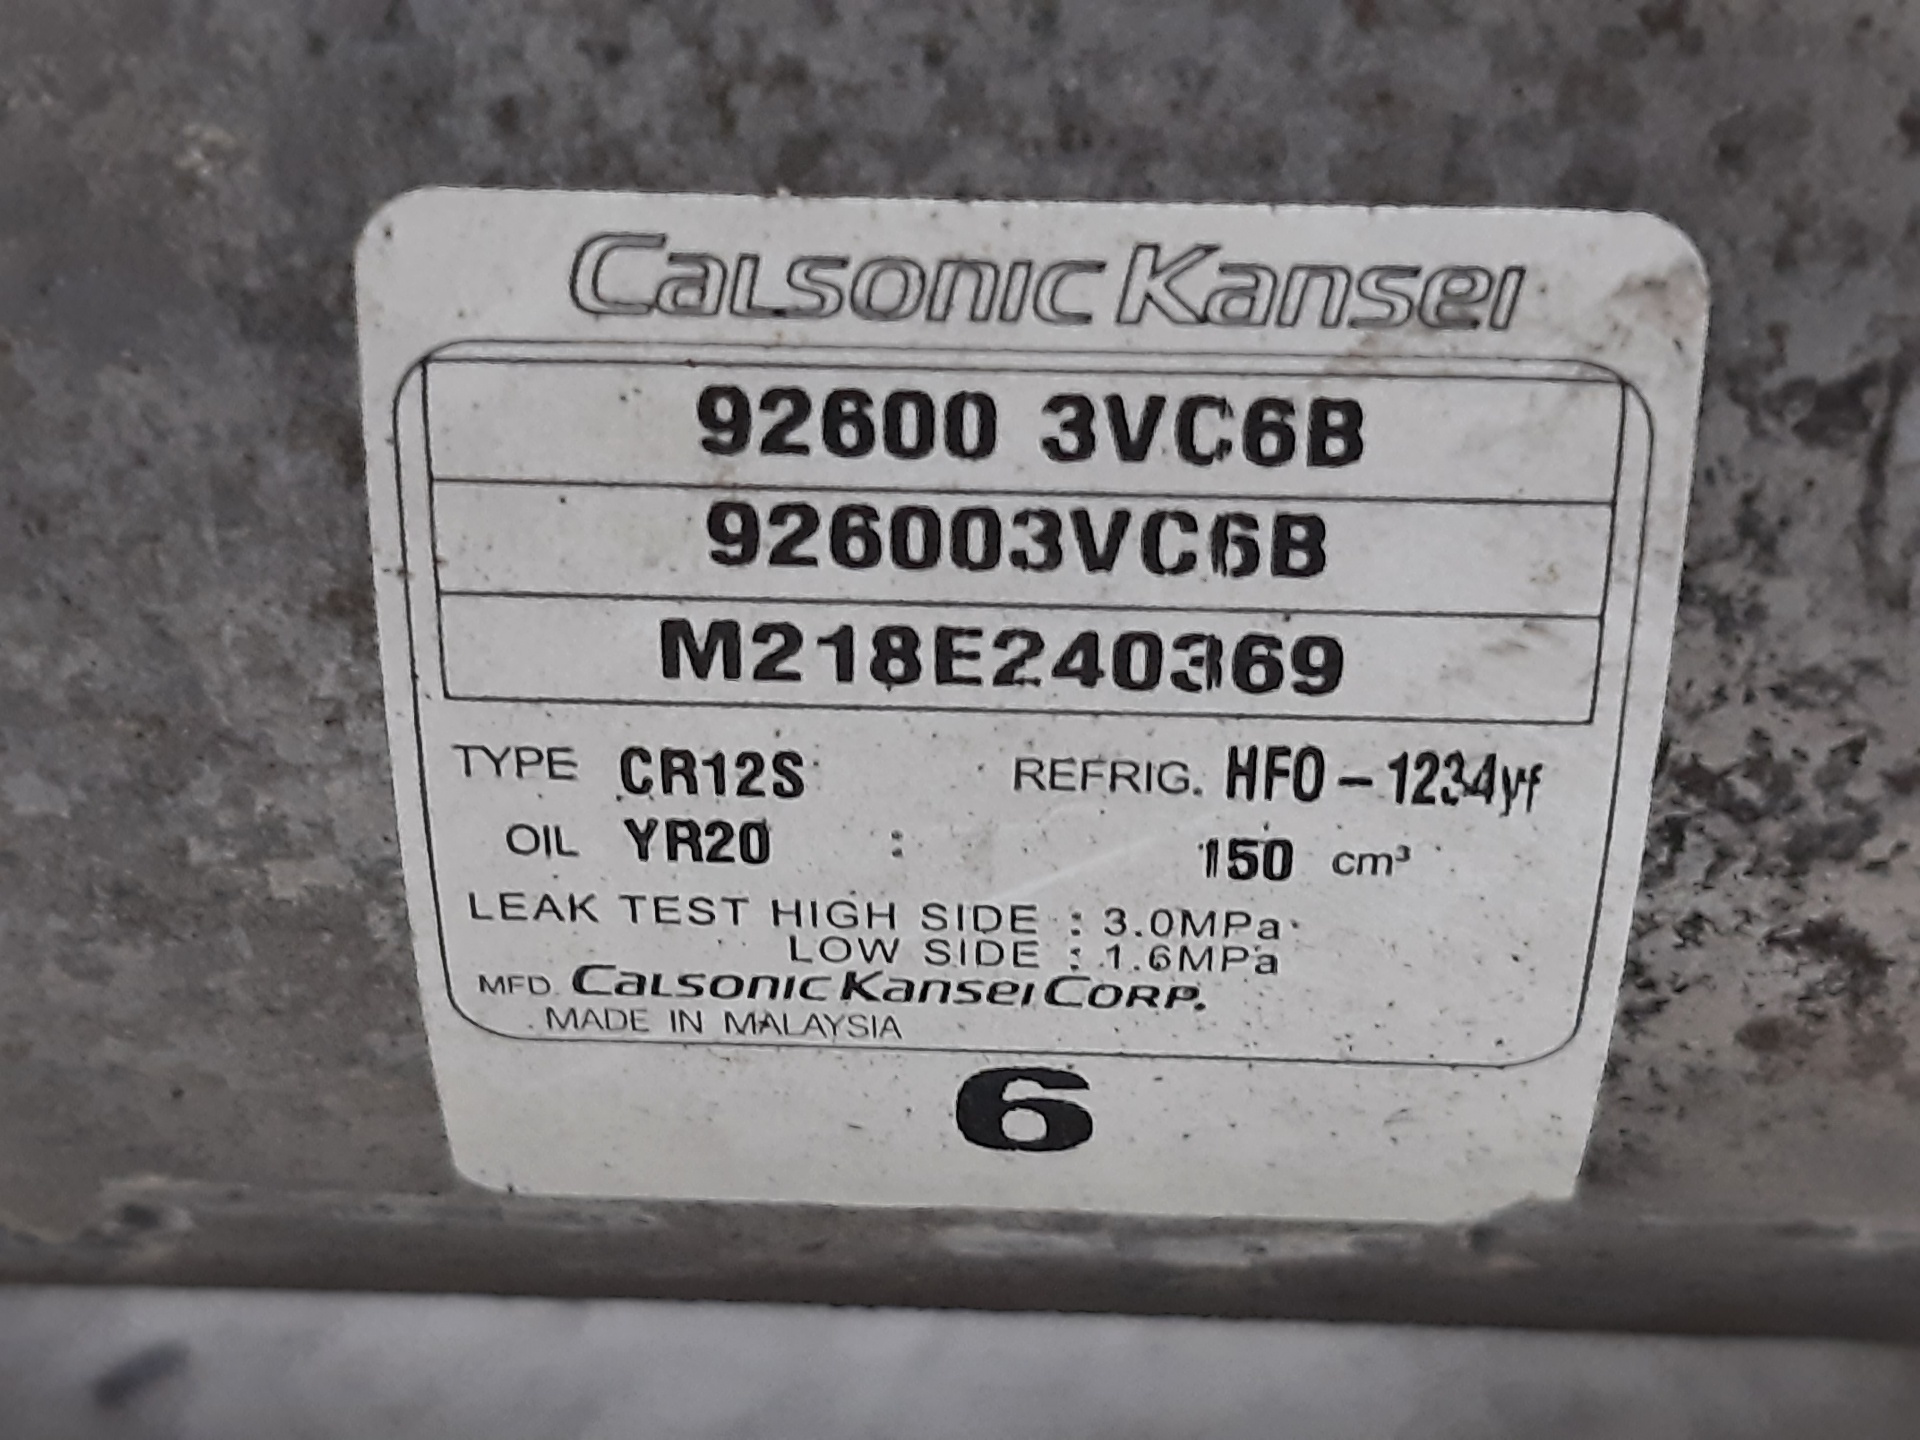 Calsonic Kansei
92600 3VC6B
926003VC6B
M218E240369
TYPE CR12S REFRIG. HFO-1234yf
OIL YR20 : 150 cm³
LEAK TEST HIGH SIDE : 3.0MPa
LOW SIDE : 1.6MPa
MFD Calsonic Kansei Corp.
MADE IN MALAYSIA
6